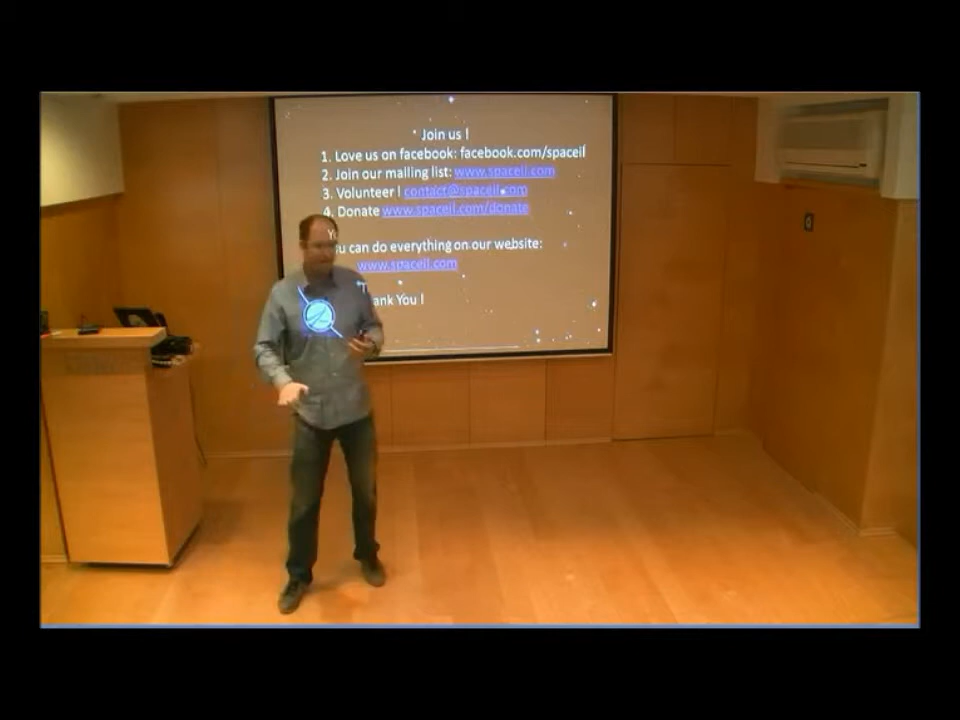 Join us !
1. Love us on facebook: facebook.com/spaceil
2. Join our mailing list: www.spaceil.com
3. Volunteer ! contact@spaceil.com
4. Donate www.spaceil.com/donate
You can do everything on our website:
www.spaceil.com
Thank You !